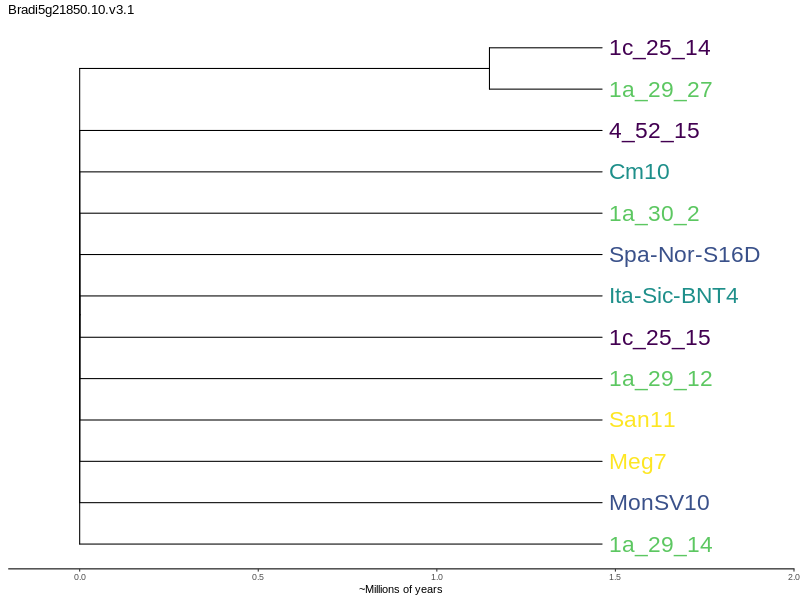 Bradi5g21850.10.v3.1
1c_25_14
1a_29_27
4_52_15
Cm10
1a_30_2
Spa-Nor-S16D
Ita-Sic-BNT4
1c_25_15
1a_29_12
San11
Meg7
MonSV10
1a_29_14
0.0 0.5 1.0 1.5 2.0
~Millions of years